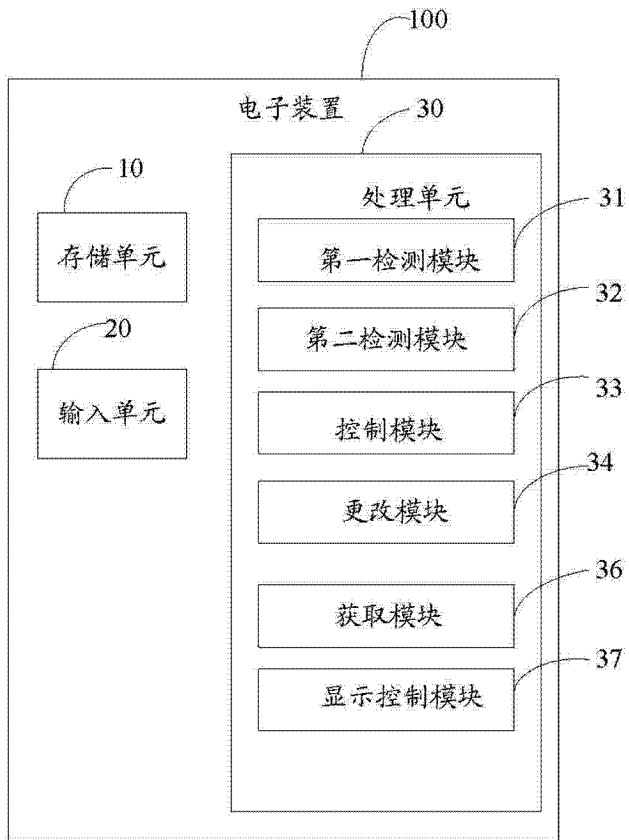 100
电子装置
30
10
处理单元
31
存储单元
第一检测模块
32
20
第二检测模块
33
输入单元
控制模块
34
更改模块
36
获取模块
37
显示控制模块